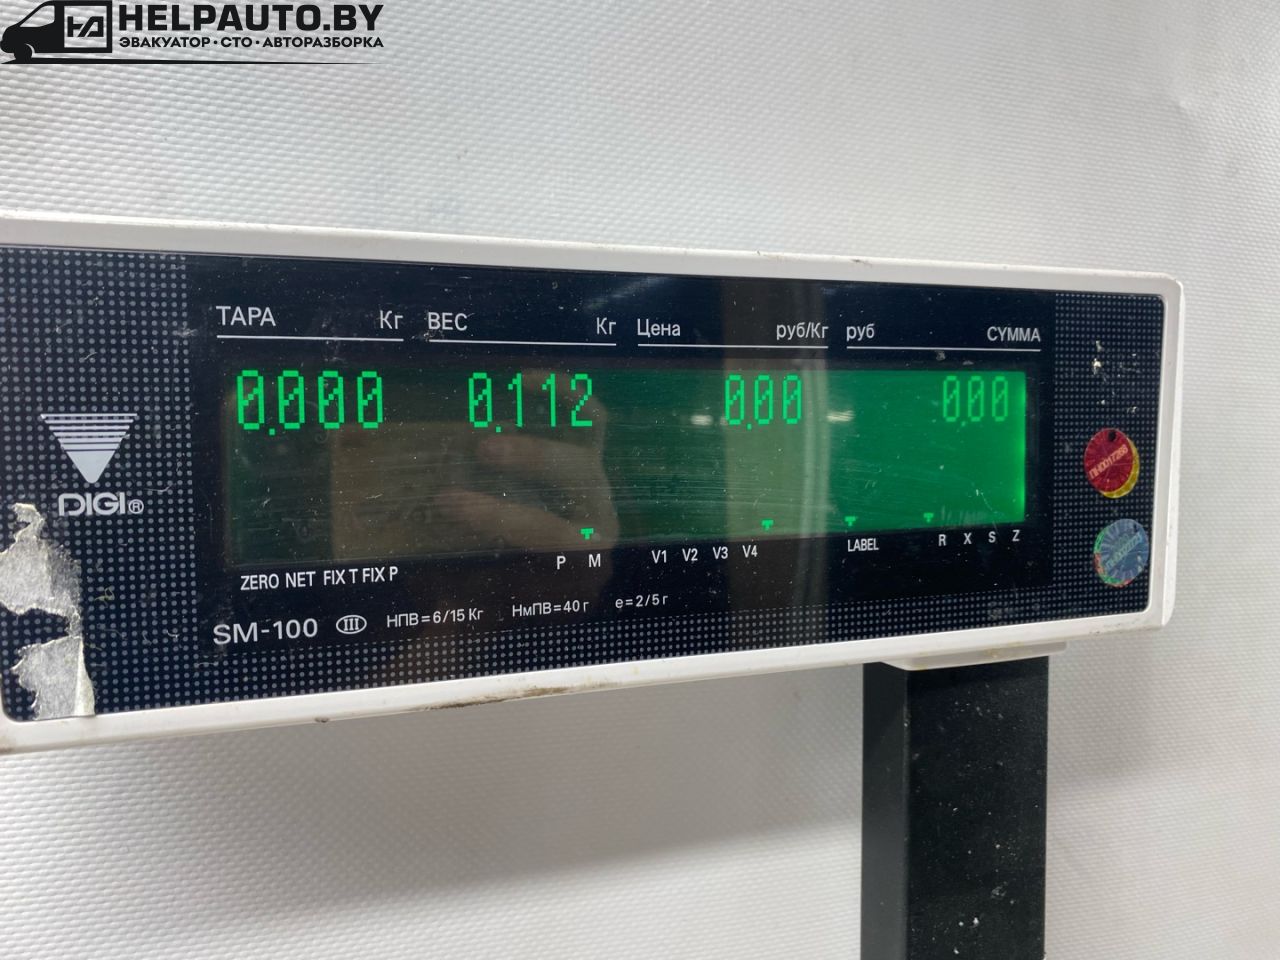 HELPAUTO.BY
ЭВАКУАТОР·СТО·АВТОРАЗБОРКА
ТАРА Кг ВЕС Кг Цена руб/Кг руб СУММА
0.000 0.112 0.00 0.00
DIGI®
P M V1 V2 V3 V4 LABEL R X S Z
ZERO NET FIX T FIX P
SM-100 III НПВ=6/15 Кг НмПВ=40 г е=2/5 г